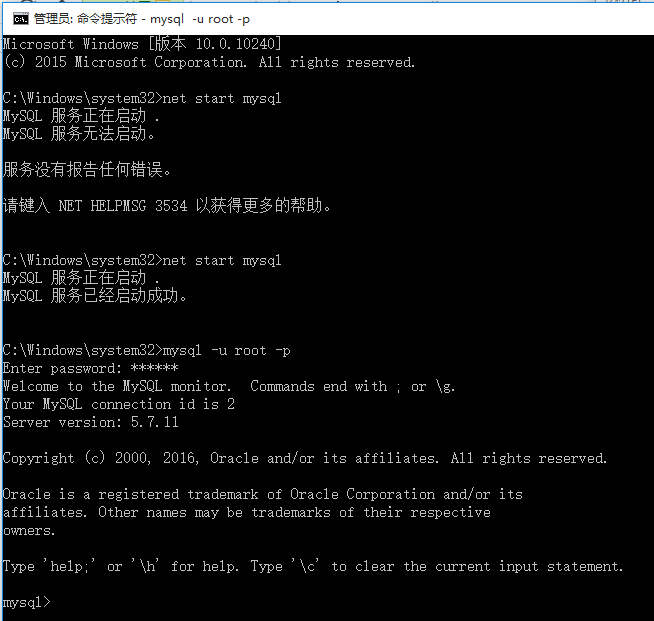 管理员: 命令提示符 - mysql  -u root -p
Microsoft Windows [版本 10.0.10240]
(c) 2015 Microsoft Corporation. All rights reserved.
C:\Windows\system32>net start mysql
MySQL 服务正在启动 .
MySQL 服务无法启动。
服务没有报告任何错误。
请键入 NET HELPMSG 3534 以获得更多的帮助。
C:\Windows\system32>net start mysql
MySQL 服务正在启动 .
MySQL 服务已经启动成功。
C:\Windows\system32>mysql -u root -p
Enter password: ******
Welcome to the MySQL monitor.  Commands end with ; or \g.
Your MySQL connection id is 2
Server version: 5.7.11
Copyright (c) 2000, 2016, Oracle and/or its affiliates. All rights reserved.
Oracle is a registered trademark of Oracle Corporation and/or its
affiliates. Other names may be trademarks of their respective
owners.
Type 'help;' or '\h' for help. Type '\c' to clear the current input statement.
mysql>